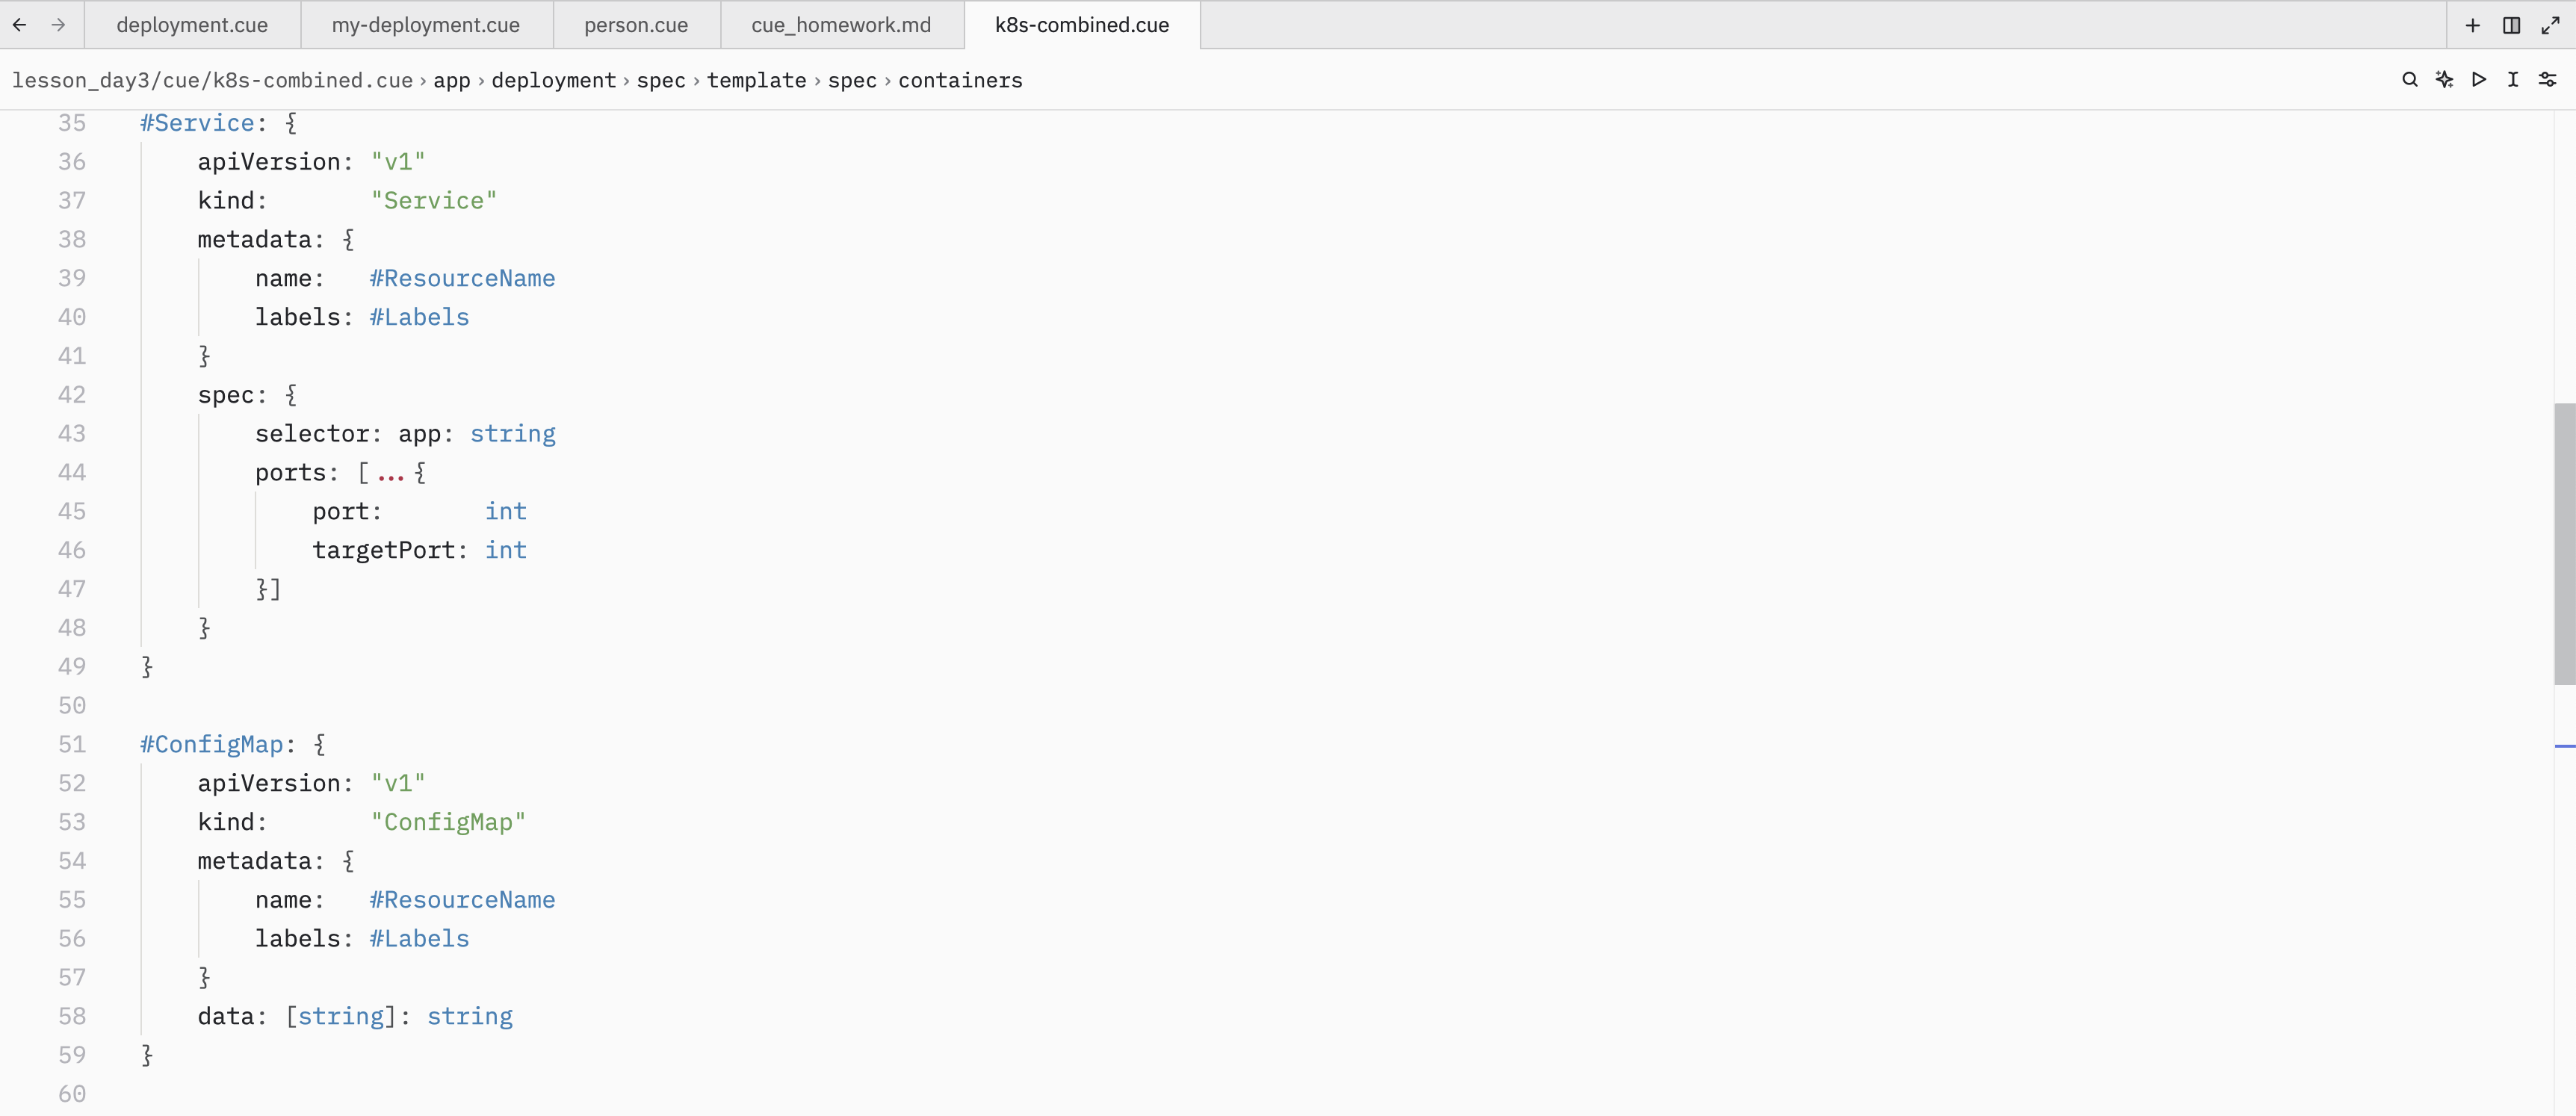 deployment.cue my-deployment.cue person.cue cue_homework.md k8s-combined.cue
lesson_day3/cue/k8s-combined.cue › app › deployment › spec › template › spec › containers
35 #Service: {
36     apiVersion: "v1"
37     kind:       "Service"
38     metadata: {
39         name:   #ResourceName
40         labels: #Labels
41     }
42     spec: {
43         selector: app: string
44         ports: [...{
45             port:       int
46             targetPort: int
47         }]
48     }
49 }
50
51 #ConfigMap: {
52     apiVersion: "v1"
53     kind:       "ConfigMap"
54     metadata: {
55         name:   #ResourceName
56         labels: #Labels
57     }
58     data: [string]: string
59 }
60